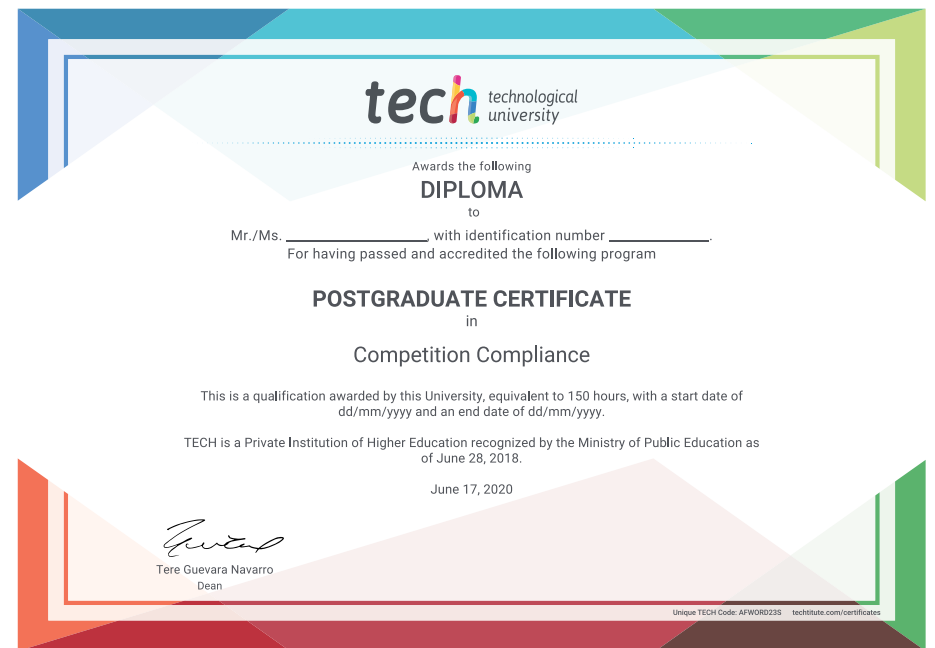 tech technological
university
Awards the following
DIPLOMA
to
Mr./Ms. ____________________, with identification number ______________.
For having passed and accredited the following program
POSTGRADUATE CERTIFICATE
in
Competition Compliance
This is a qualification awarded by this University, equivalent to 150 hours, with a start date of
dd/mm/yyyy and an end date of dd/mm/yyyy.
TECH is a Private Institution of Higher Education recognized by the Ministry of Public Education as
of June 28, 2018.
June 17, 2020
Tere Guevara Navarro
Dean
Unique TECH Code: AFWORD23S techtitute.com/certificates